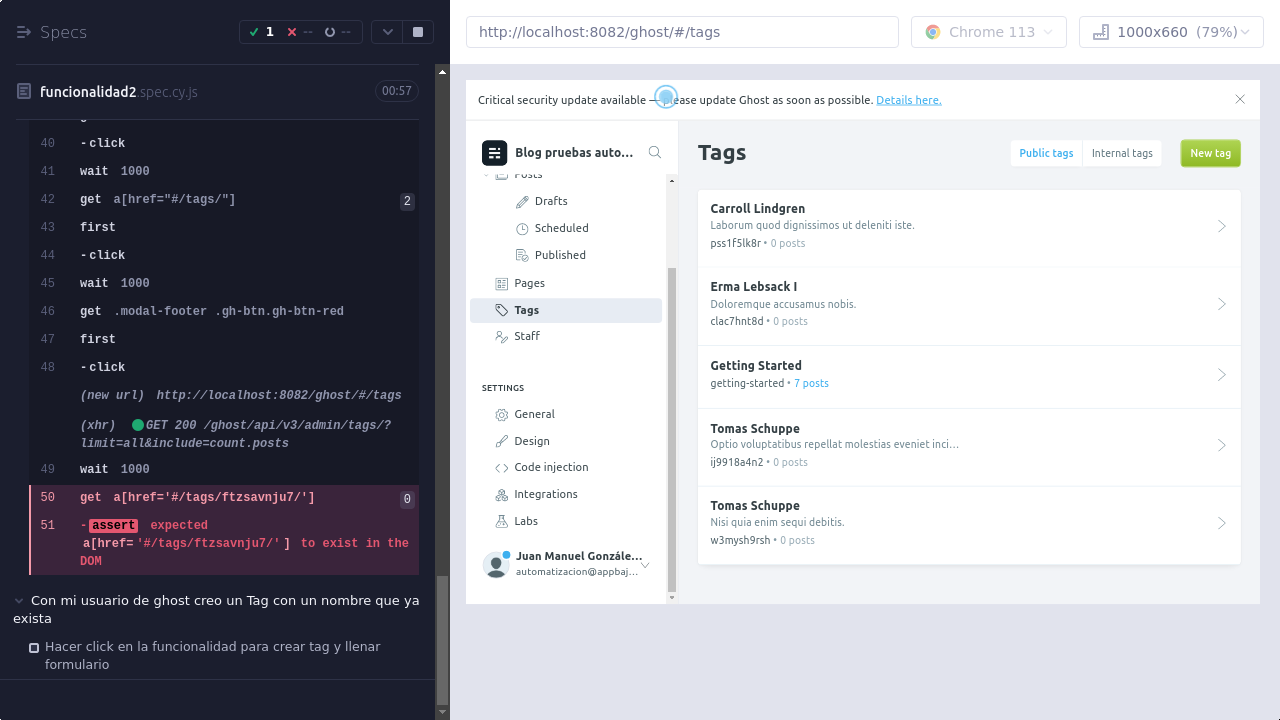 Specs
1
--
--
funcionalidad2.spec.cy.js
00:57
40 -click
41 wait 1000
42 get a[href="#/tags/"] 2
43 first
44 -click
45 wait 1000
46 get .modal-footer .gh-btn.gh-btn-red
47 first
48 -click
(new url) http://localhost:8082/ghost/#/tags
(xhr) GET 200 /ghost/api/v3/admin/tags/?
limit=all&include=count.posts
49 wait 1000
50 get a[href='#/tags/ftzsavnju7/'] 0
51 -assert expected
a[href='#/tags/ftzsavnju7/'] to exist in the
DOM
Con mi usuario de ghost creo un Tag con un nombre que ya
exista
Hacer click en la funcionalidad para crear tag y llenar
formulario
http://localhost:8082/ghost/#/tags
Chrome 113
1000x660 (79%)
Critical security update available — please update Ghost as soon as possible. Details here.
Blog pruebas auto...
Posts
Drafts
Scheduled
Published
Pages
Tags
Staff
SETTINGS
General
Design
Code injection
Integrations
Labs
Juan Manuel Gonzále...
automatizacion@appbaj...
Tags
Public tags
Internal tags
New tag
Carroll Lindgren
Laborum quod dignissimos ut deleniti iste.
pss1f5lk8r • 0 posts
Erma Lebsack I
Doloremque accusamus nobis.
clac7hnt8d • 0 posts
Getting Started
getting-started • 7 posts
Tomas Schuppe
Optio voluptatibus repellat molestias eveniet inci...
ij9918a4n2 • 0 posts
Tomas Schuppe
Nisi quia enim sequi debitis.
w3mysh9rsh • 0 posts